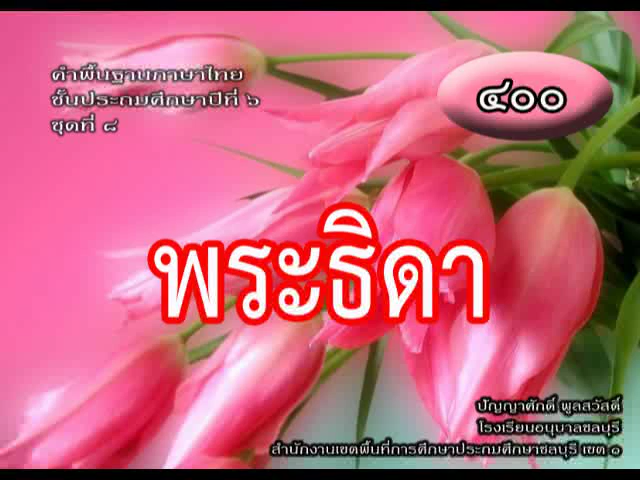 คำพื้นฐานภาษาไทย
ชั้นประถมศึกษาปีที่ ๖
ชุดที่ ๘
๔๐๐
พระธิดา
ปัญญาศักดิ์ พูลสวัสดิ์
โรงเรียนอนุบาลชลบุรี
สำนักงานเขตพื้นที่การศึกษาประถมศึกษาชลบุรี เขต ๑